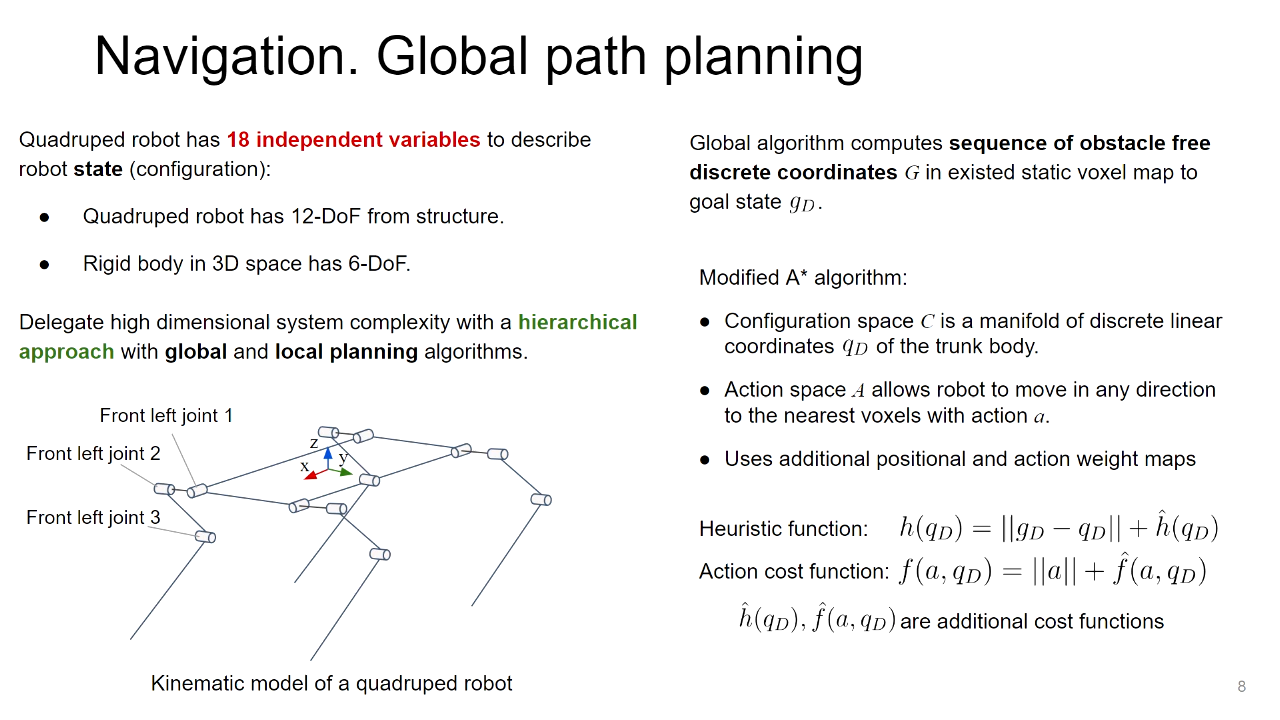 Navigation. Global path planning
Quadruped robot has 18 independent variables to describe
robot state (configuration):
● Quadruped robot has 12-DoF from structure.
● Rigid body in 3D space has 6-DoF.
Delegate high dimensional system complexity with a hierarchical
approach with global and local planning algorithms.
Front left joint 1
Front left joint 2
Front left joint 3
z
y
x
Kinematic model of a quadruped robot
Global algorithm computes sequence of obstacle free
discrete coordinates G in existed static voxel map to
goal state g_D.
Modified A* algorithm:
● Configuration space C is a manifold of discrete linear
coordinates q_D of the trunk body.
● Action space A allows robot to move in any direction
to the nearest voxels with action a.
● Uses additional positional and action weight maps
Heuristic function: h(q_D) = ||g_D − q_D|| + ĥ(q_D)
Action cost function: f(a, q_D) = ||a|| + f̂(a, q_D)
ĥ(q_D), f̂(a, q_D) are additional cost functions
8